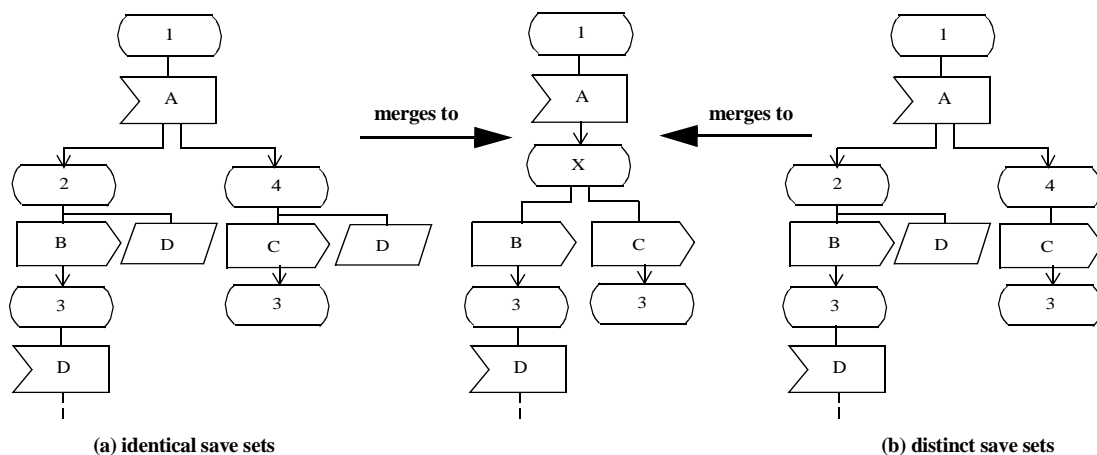 1
A
2
4
B
D
C
D
3
3
D
(a) identical save sets
merges to
1
A
X
B
C
3
3
D
merges to
1
A
2
4
B
D
C
3
3
D
(b) distinct save sets